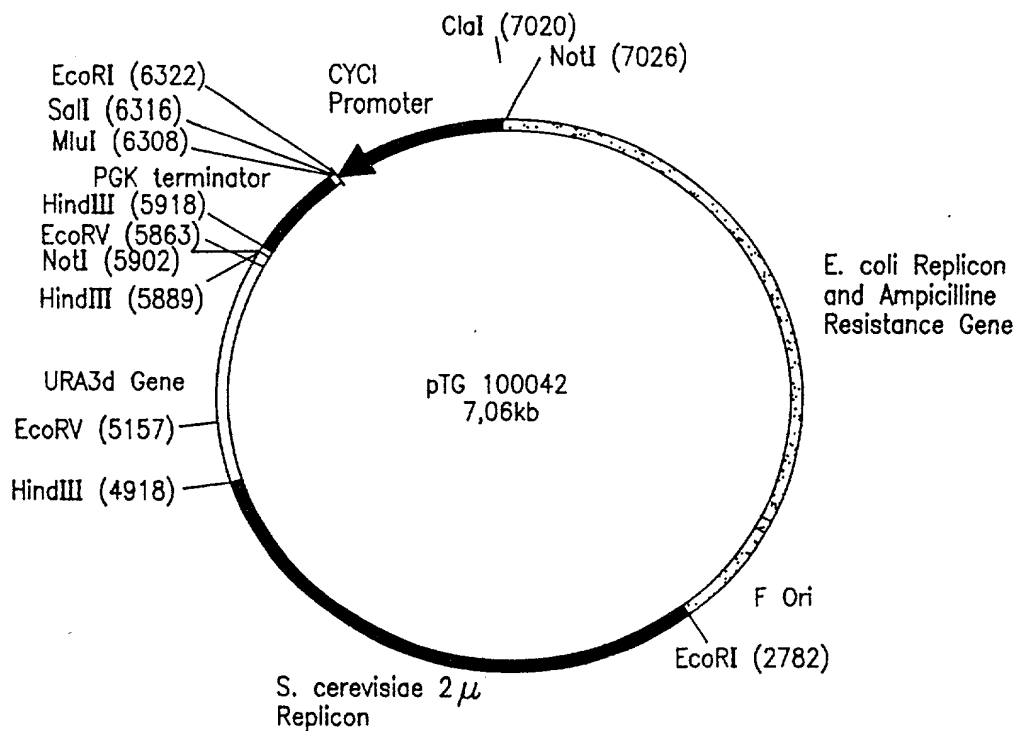 ClaI (7020)
NotI (7026)
EcoRI (6322)
SalI (6316)
MluI (6308)
CYCI
Promoter
PGK terminator
HindIII (5918)
EcoRV (5863)
NotI (5902)
HindIII (5889)
E. coli Replicon
and Ampicilline
Resistance Gene
URA3d Gene
pTG 100042
7,06kb
EcoRV (5157)
HindIII (4918)
F Ori
EcoRI (2782)
S. cerevisiae 2 μ
Replicon